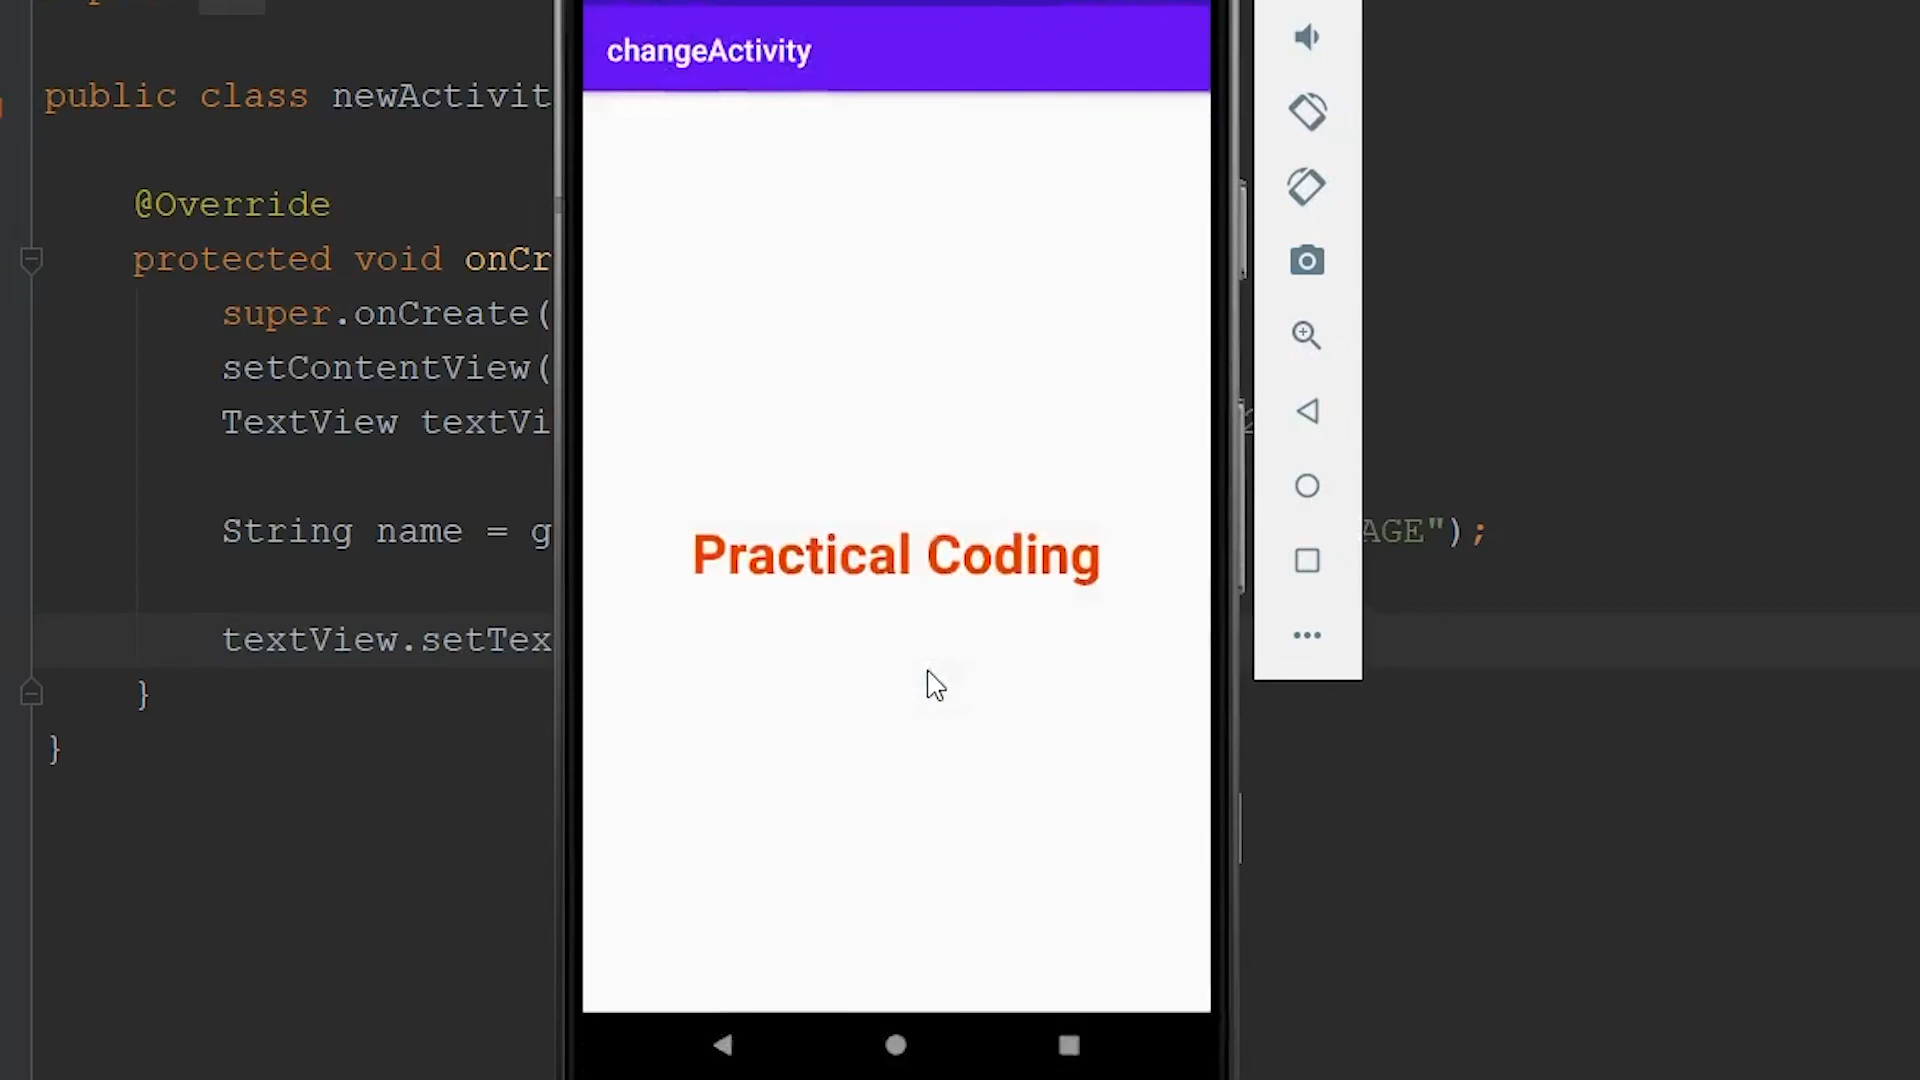 changeActivity
public class newActivit
@Override
protected void onCr
super.onCreate(
setContentView(
TextView textVi
String name = g
AGE");
Practical Coding
textView.setTex
}
}